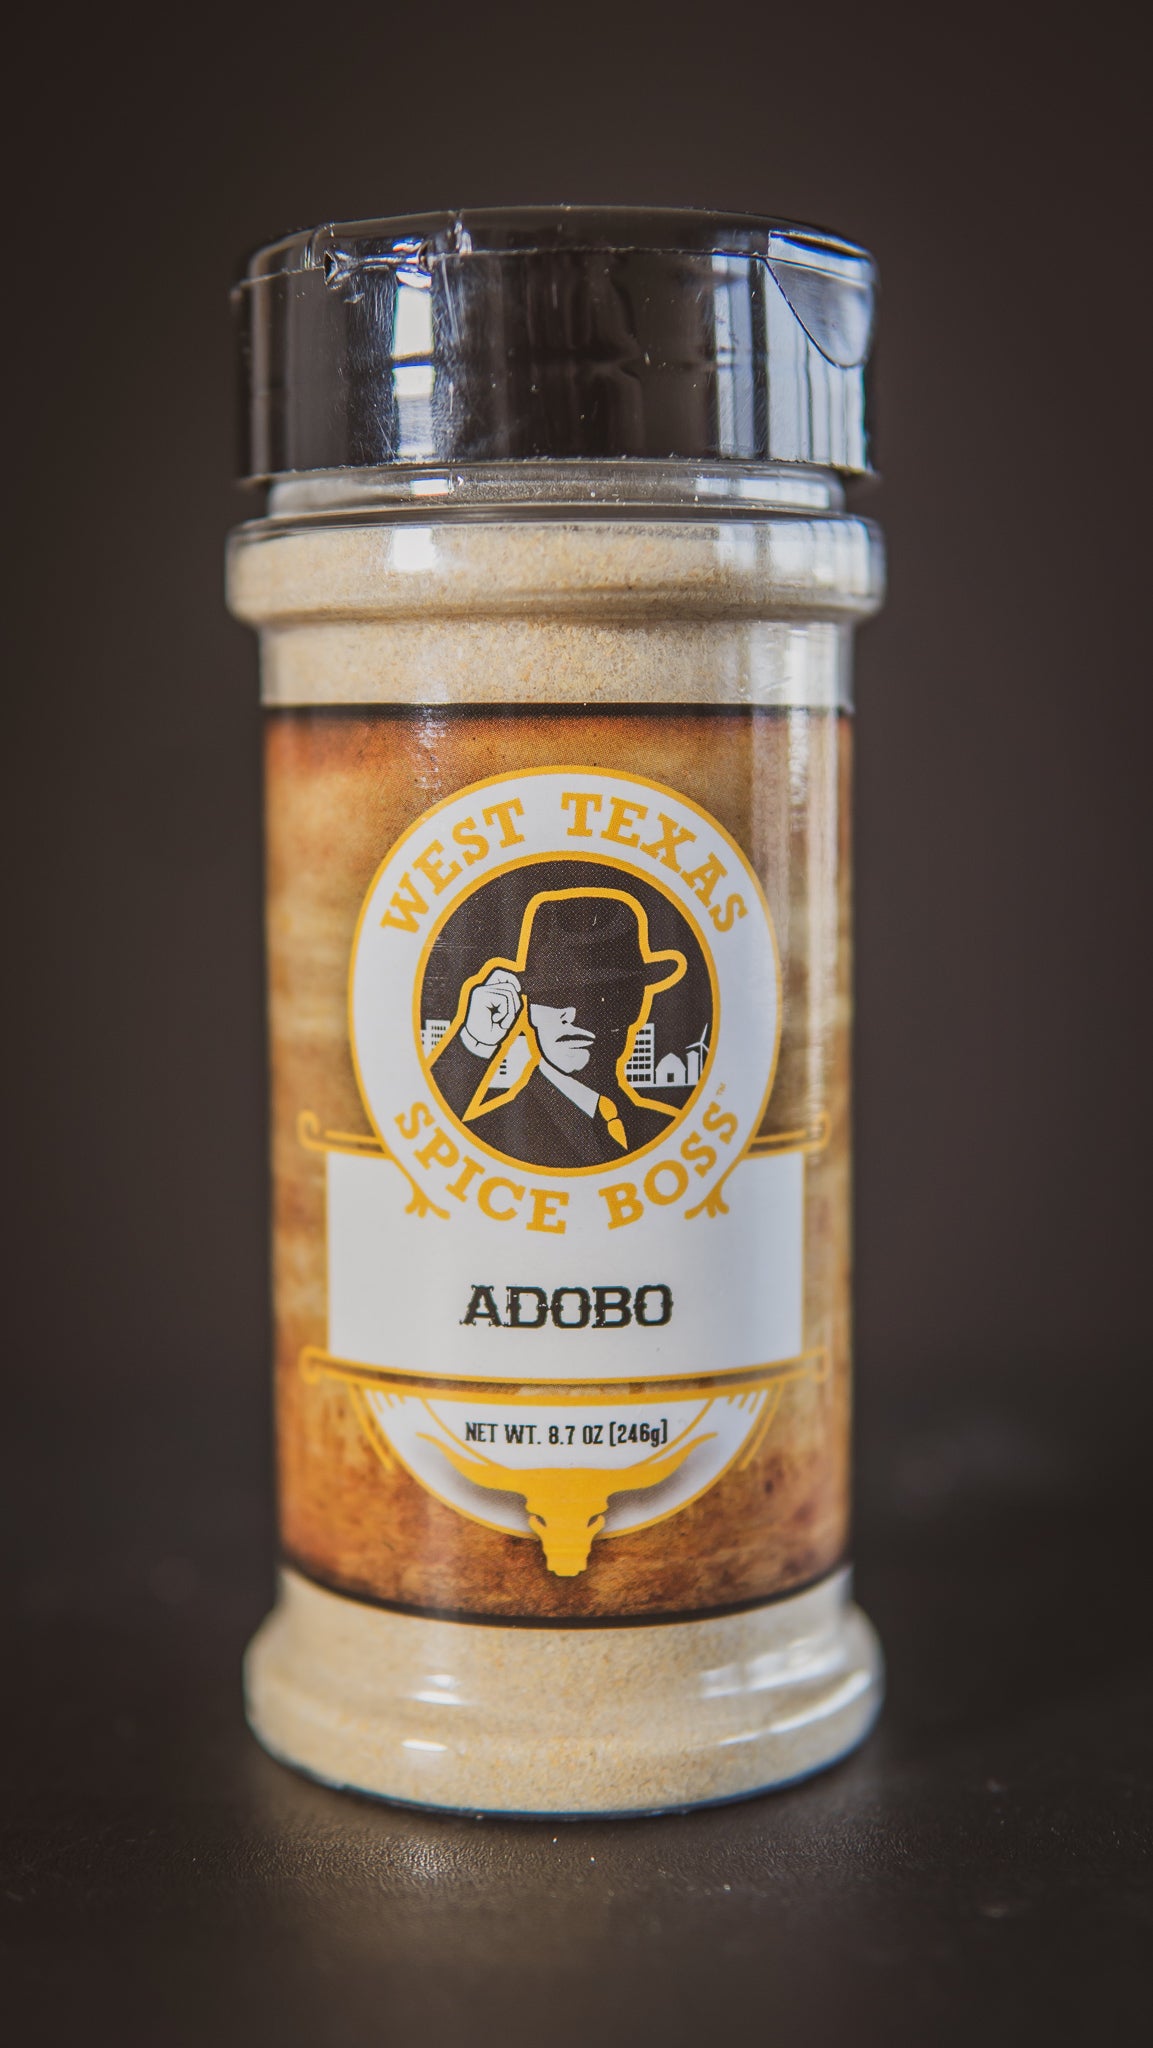 WEST TEXAS
SPICE BOSS™
ADOBO
NET WT. 8.7 OZ [246g]